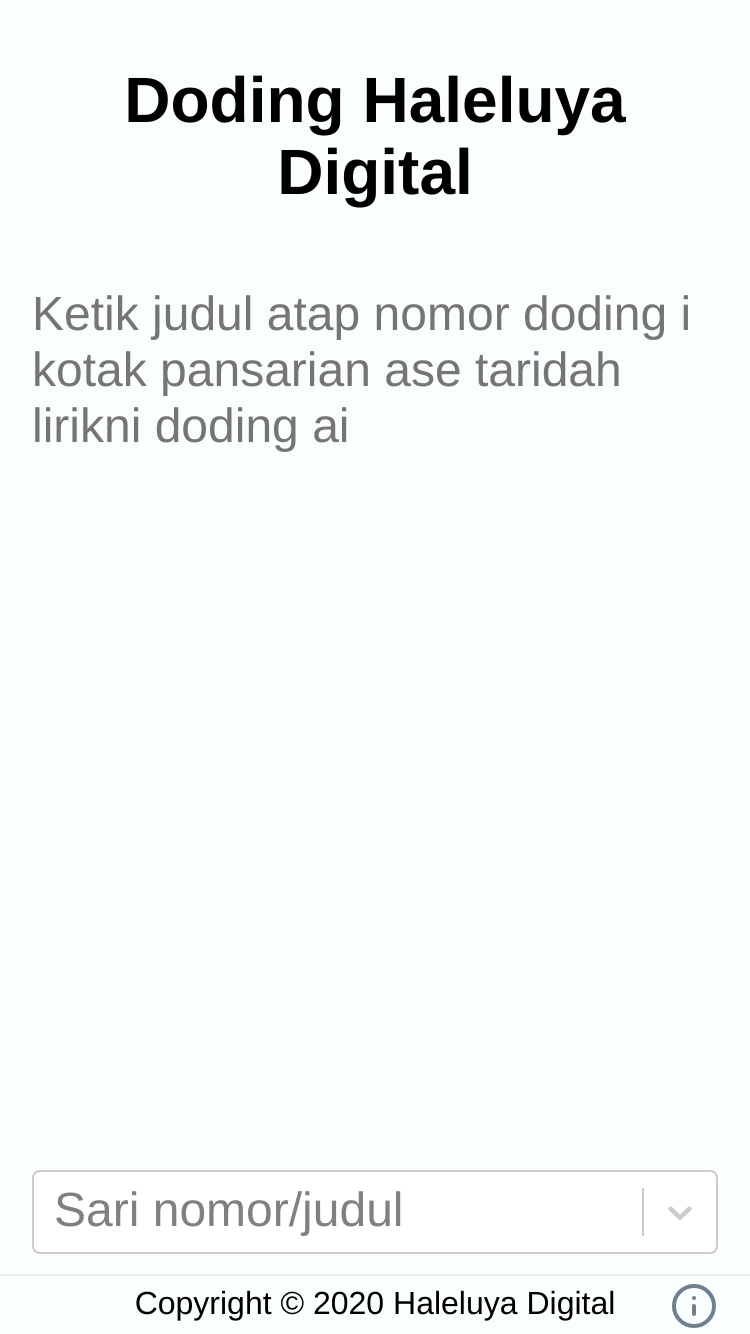 Doding Haleluya
Digital
Ketik judul atap nomor doding i
kotak pansarian ase taridah
lirikni doding ai
Sari nomor/judul
Copyright © 2020 Haleluya Digital